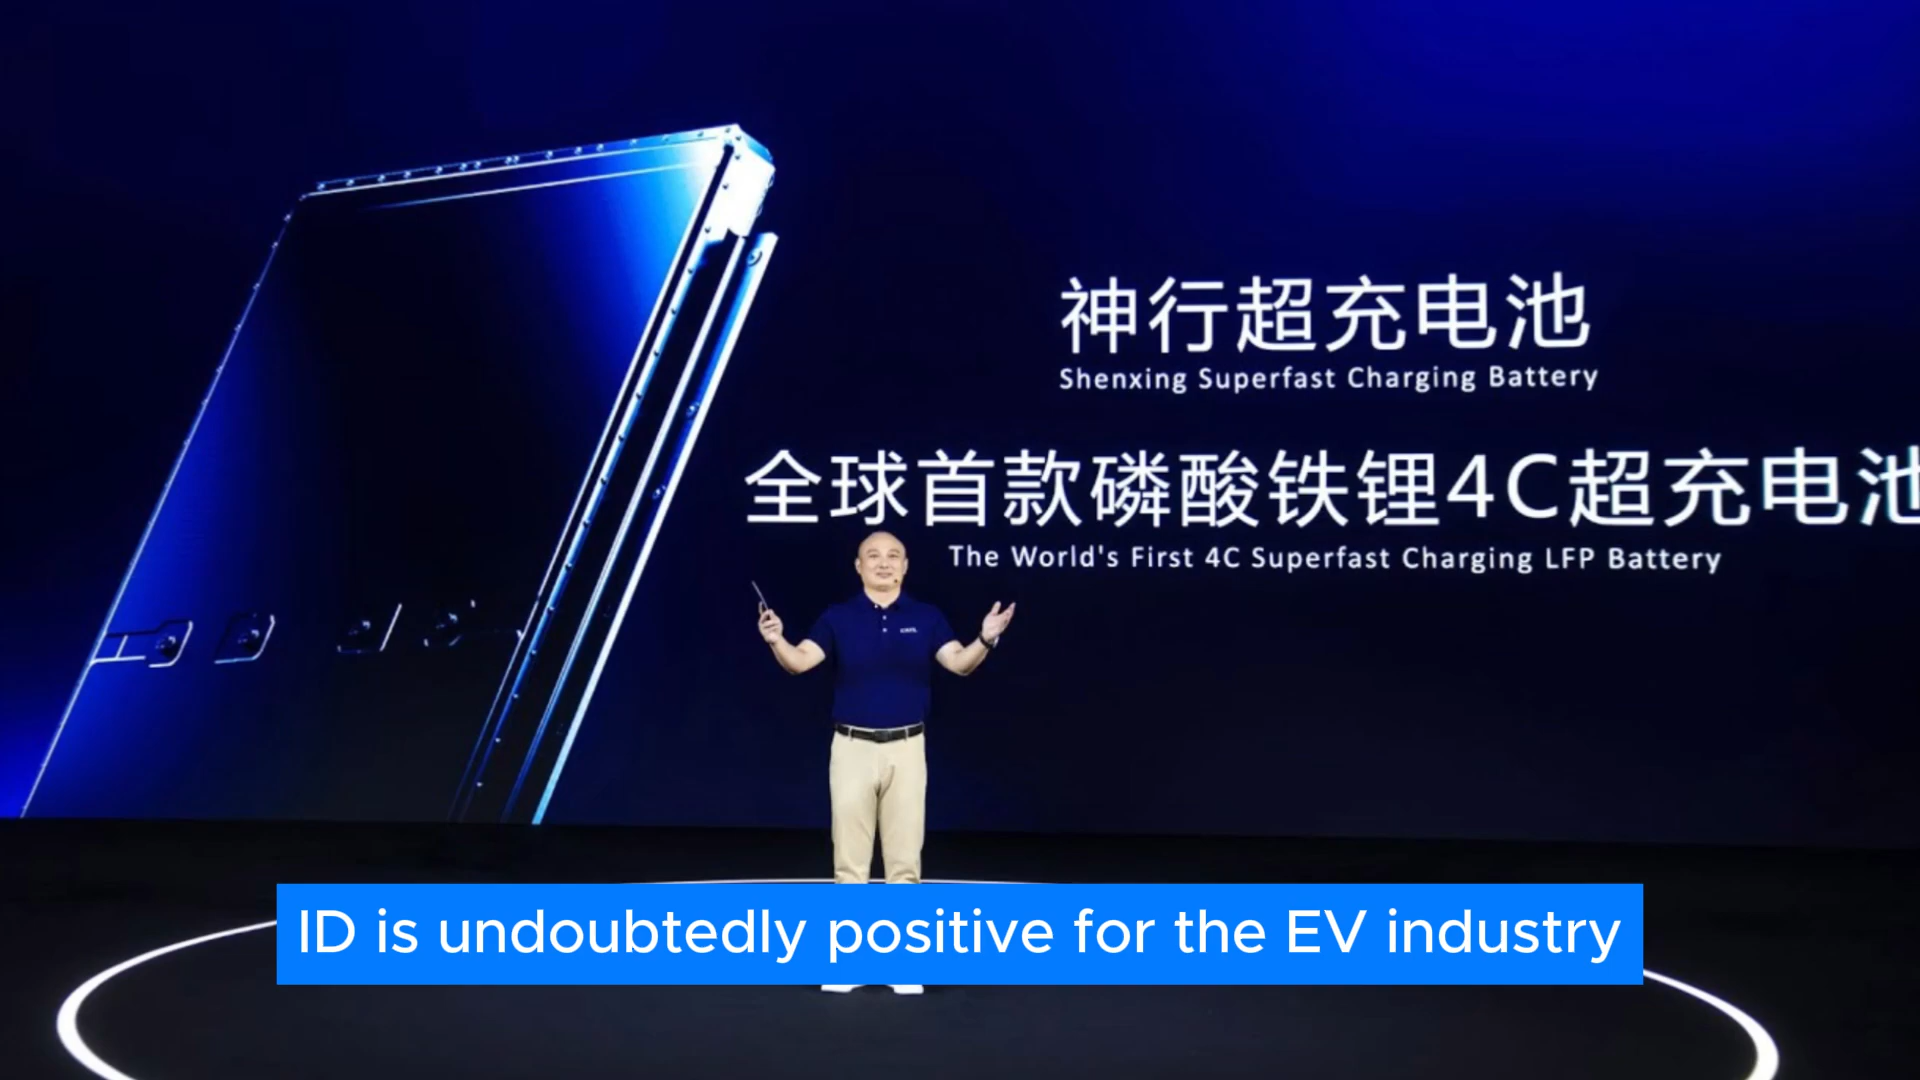 神行超充电池
Shenxing Superfast Charging Battery
全球首款磷酸铁锂4C超充电池
The World's First 4C Superfast Charging LFP Battery
CATL
ID is undoubtedly positive for the EV industry